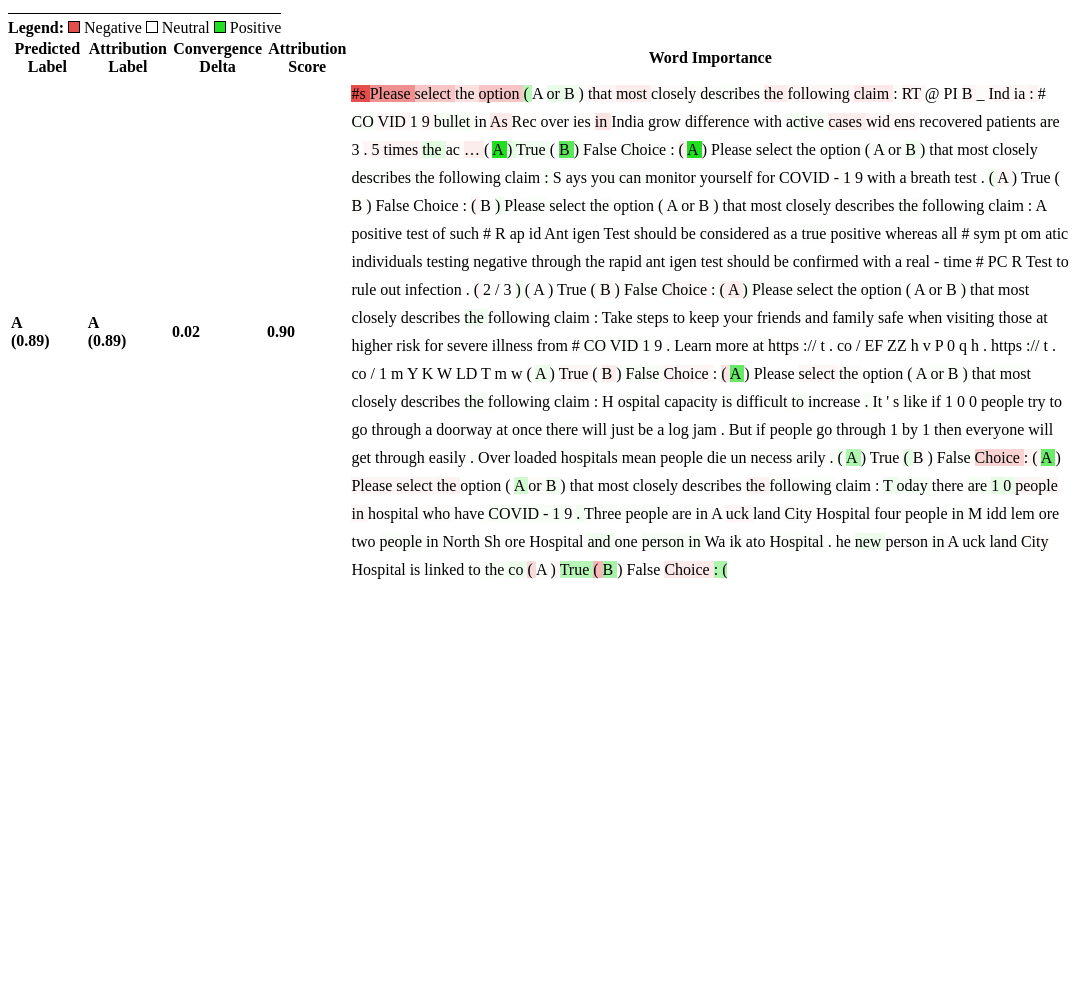 Legend: Negative Neutral Positive
Predicted Label Attribution Label Convergence Delta Attribution Score Word Importance
A (0.89) A (0.89) 0.02 0.90
#s Please select the option ( A or B ) that most closely describes the following claim : RT @ PI B _ Ind ia : #
CO VID 1 9 bullet in As Rec over ies in India grow difference with active cases wid ens recovered patients are
3 . 5 times the ac … ( A ) True ( B ) False Choice : ( A ) Please select the option ( A or B ) that most closely
describes the following claim : S ays you can monitor yourself for COVID - 1 9 with a breath test . ( A ) True (
B ) False Choice : ( B ) Please select the option ( A or B ) that most closely describes the following claim : A
positive test of such # R ap id Ant igen Test should be considered as a true positive whereas all # sym pt om atic
individuals testing negative through the rapid ant igen test should be confirmed with a real - time # PC R Test to
rule out infection . ( 2 / 3 ) ( A ) True ( B ) False Choice : ( A ) Please select the option ( A or B ) that most
closely describes the following claim : Take steps to keep your friends and family safe when visiting those at
higher risk for severe illness from # CO VID 1 9 . Learn more at https :// t . co / EF ZZ h v P 0 q h . https :// t .
co / 1 m Y K W LD T m w ( A ) True ( B ) False Choice : ( A ) Please select the option ( A or B ) that most
closely describes the following claim : H ospital capacity is difficult to increase . It ' s like if 1 0 0 people try to
go through a doorway at once there will just be a log jam . But if people go through 1 by 1 then everyone will
get through easily . Over loaded hospitals mean people die un necess arily . ( A ) True ( B ) False Choice : ( A )
Please select the option ( A or B ) that most closely describes the following claim : T oday there are 1 0 people
in hospital who have COVID - 1 9 . Three people are in A uck land City Hospital four people in M idd lem ore
two people in North Sh ore Hospital and one person in Wa ik ato Hospital . he new person in A uck land City
Hospital is linked to the co ( A ) True ( B ) False Choice : (